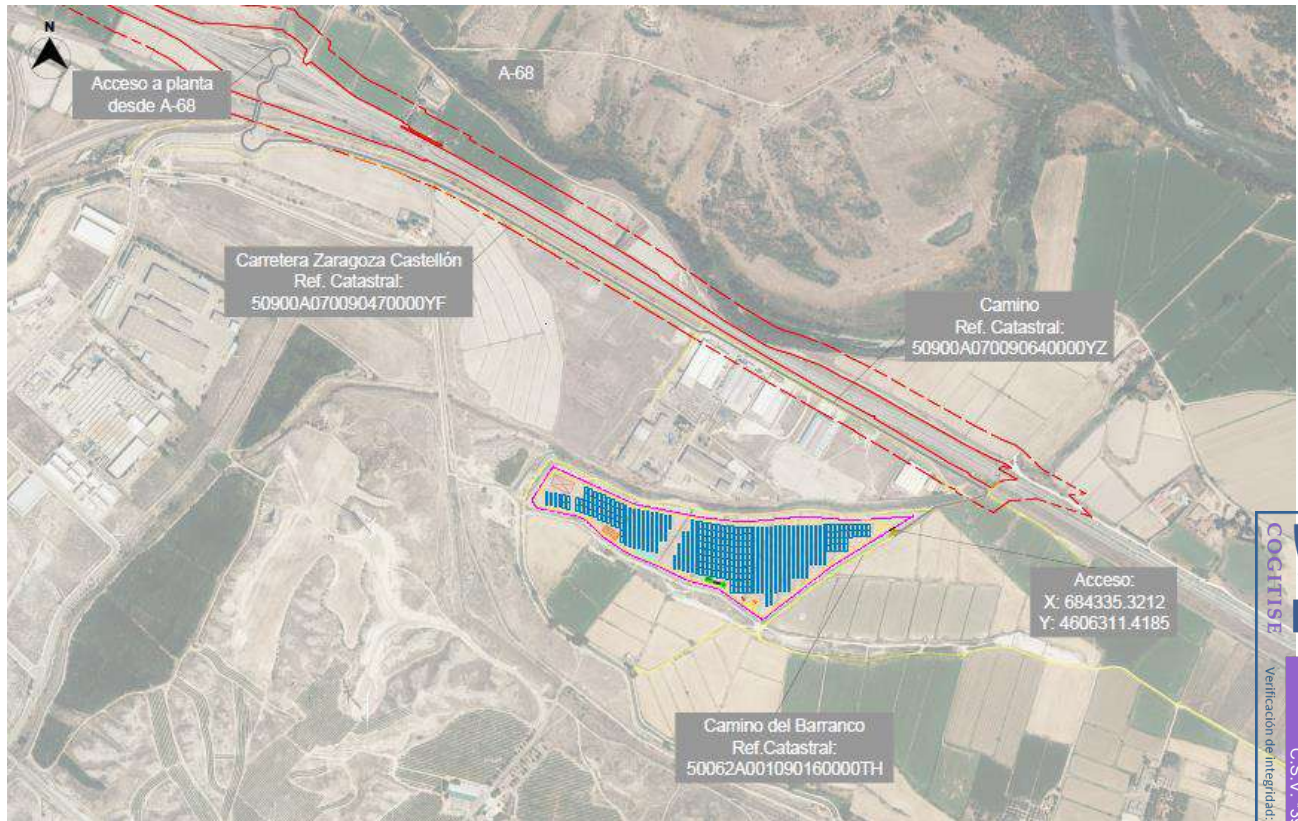 N
Acceso a planta
desde A-68
A-68
Carretera Zaragoza Castellón
Ref. Catastral:
50900A070090470000YF
Camino
Ref. Catastral:
50900A070090640000YZ
Acceso:
X: 684335.3212
Y: 4606311.4185
Camino del Barranco
Ref.Catastral:
50062A001090160000TH
COGITISE
Verificación de integridad: